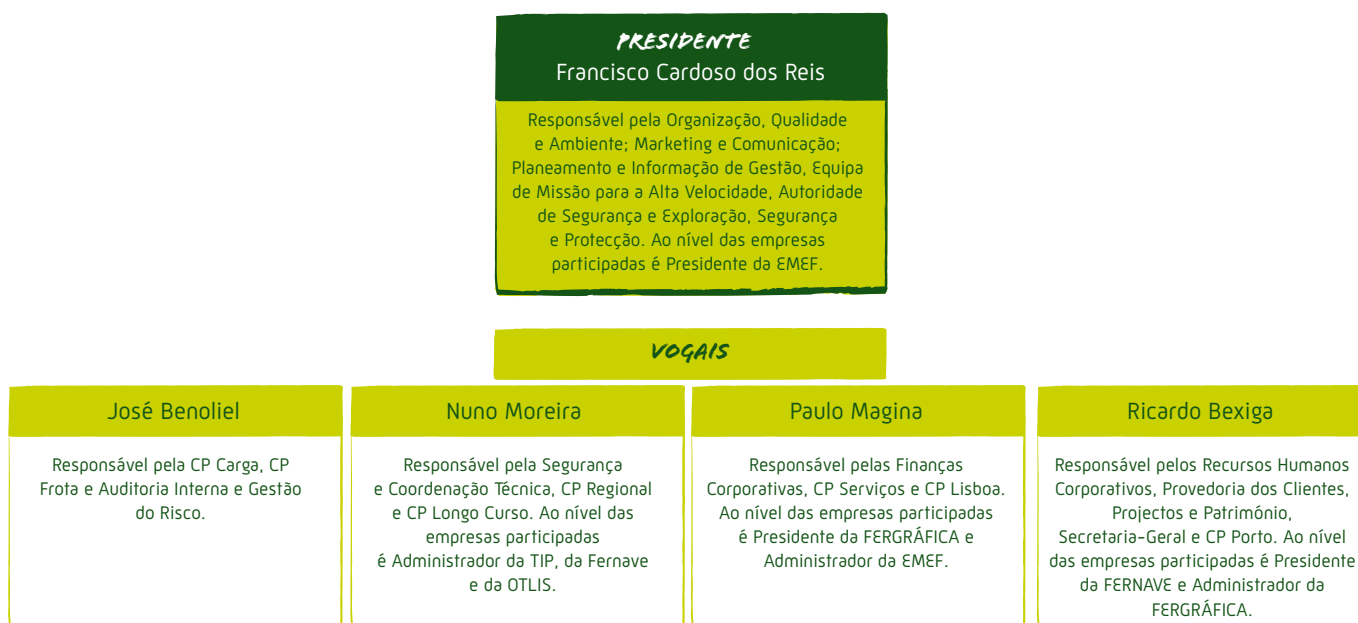 PRESIDENTE
Francisco Cardoso dos Reis
Responsável pela Organização, Qualidade
e Ambiente; Marketing e Comunicação;
Planeamento e Informação de Gestão, Equipa
de Missão para a Alta Velocidade, Autoridade
de Segurança e Exploração, Segurança
e Protecção. Ao nível das empresas
participadas é Presidente da EMEF.
VOGAIS
José Benoliel
Responsável pela CP Carga, CP
Frota e Auditoria Interna e Gestão
do Risco.
Nuno Moreira
Responsável pela Segurança
e Coordenação Técnica, CP Regional
e CP Longo Curso. Ao nível das
empresas participadas
é Administrador da TIP, da Fernave
e da OTLIS.
Paulo Magina
Responsável pelas Finanças
Corporativas, CP Serviços e CP Lisboa.
Ao nível das empresas participadas
é Presidente da FERGRÁFICA e
Administrador da EMEF.
Ricardo Bexiga
Responsável pelos Recursos Humanos
Corporativos, Provedoria dos Clientes,
Projectos e Património,
Secretaria-Geral e CP Porto. Ao nível
das empresas participadas é Presidente
da FERNAVE e Administrador da
FERGRÁFICA.